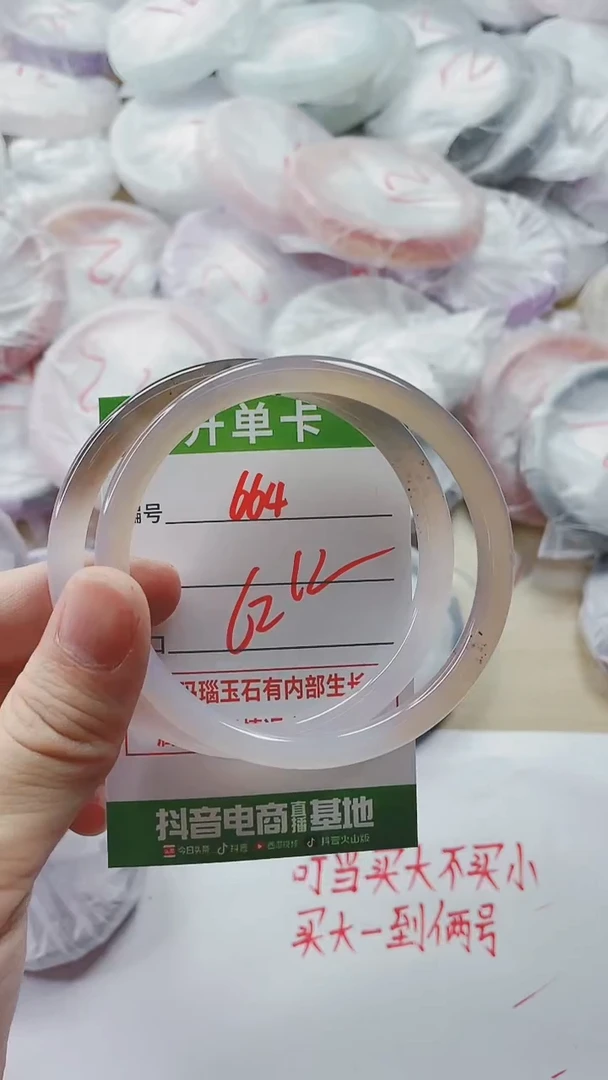 开单卡
号
664
62 12
口
玛瑙玉石有内部生长
抖音电商直播基地
今日头条 抖音 西瓜视频 抖音火山版
叮当买大不买小
买大一到俩号